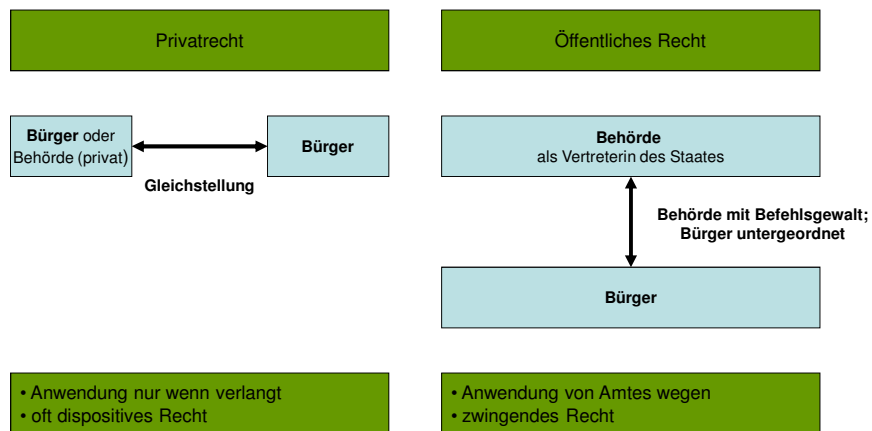 Privatrecht
Bürger oder
Behörde (privat)
Bürger
Gleichstellung
• Anwendung nur wenn verlangt
• oft dispositives Recht
Öffentliches Recht
Behörde
als Vertreterin des Staates
Behörde mit Befehlsgewalt;
Bürger untergeordnet
Bürger
• Anwendung von Amtes wegen
• zwingendes Recht